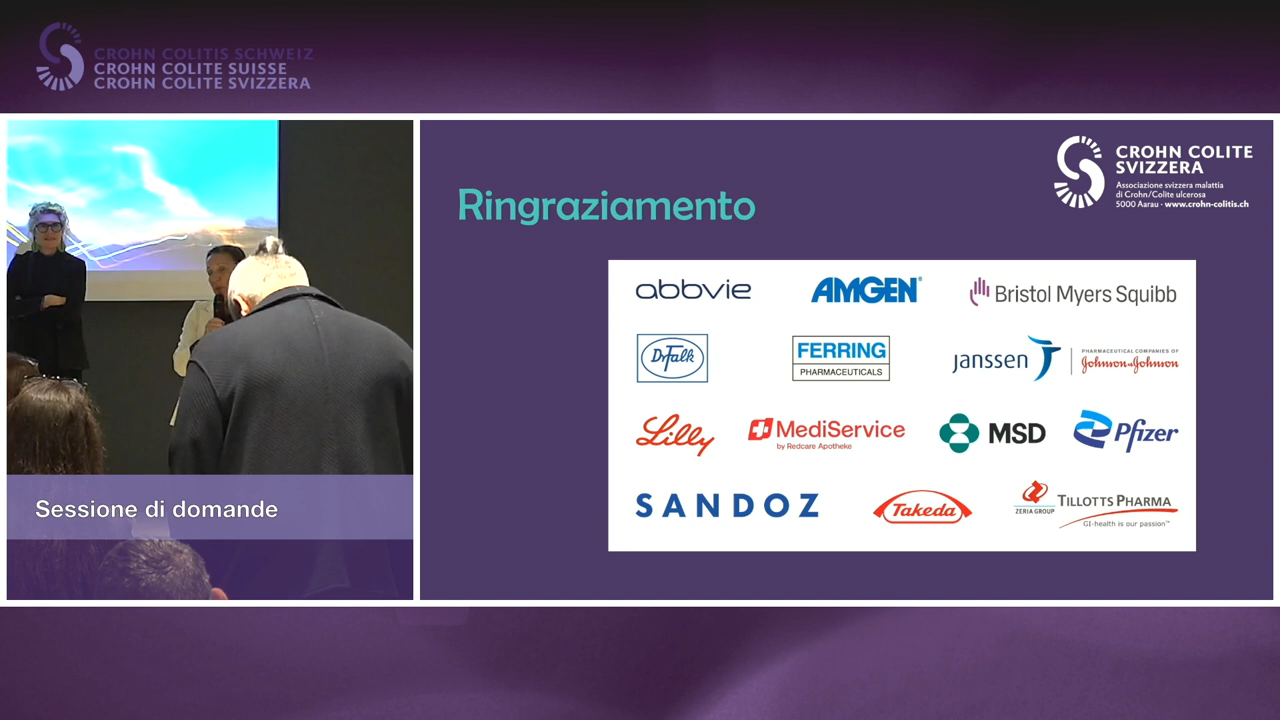 CROHN COLITIS SCHWEIZ
CROHN COLITE SUISSE
CROHN COLITE SVIZZERA
Sessione di domande
CROHN COLITE
SVIZZERA
Associazione svizzera malattia
di Crohn/Colite ulcerosa
5000 Aarau · www.crohn-colitis.ch
Ringraziamento
abbvie
AMGEN®
Bristol Myers Squibb
Dr Falk
FERRING
PHARMACEUTICALS
janssen
PHARMACEUTICAL COMPANIES OF
Johnson & Johnson
Lilly
MediService
by Redcare Apotheke
MSD
Pfizer
SANDOZ
Takeda
ZERIA GROUP
TILLOTTS PHARMA
GI-health is our passion™